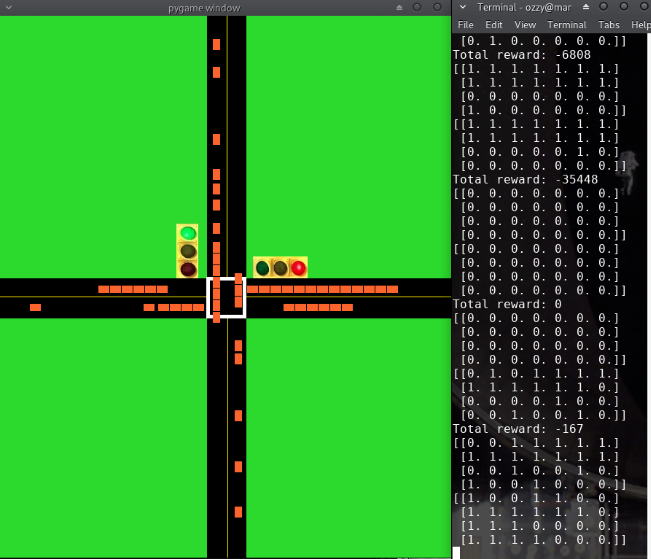 pygame window
Terminal - ozzy@mar
File Edit View Terminal Tabs Help
[0. 1. 0. 0. 0. 0. 0.]]
Total reward: -6808
[[1. 1. 1. 1. 1. 1. 1.]
[1. 1. 1. 1. 1. 1. 1.]
[0. 0. 0. 0. 0. 0. 0.]
[1. 0. 0. 0. 0. 0. 0.]]
[[1. 1. 1. 1. 1. 1. 1.]
[1. 1. 1. 1. 1. 1. 1.]
[0. 0. 0. 0. 0. 1. 0.]
[0. 0. 0. 0. 0. 0. 0.]]
Total reward: -35448
[[0. 0. 0. 0. 0. 0. 0.]
[0. 0. 0. 0. 0. 0. 0.]
[0. 0. 0. 0. 0. 0. 0.]
[0. 0. 0. 0. 0. 0. 0.]]
[[0. 0. 0. 0. 0. 0. 0.]
[0. 0. 0. 0. 0. 0. 0.]
[0. 0. 0. 0. 0. 0. 0.]
[0. 0. 0. 0. 0. 0. 0.]]
Total reward: 0
[[0. 0. 0. 0. 0. 0. 0.]
[0. 0. 0. 0. 0. 0. 0.]
[0. 0. 0. 0. 0. 0. 0.]
[0. 0. 0. 0. 0. 0. 0.]]
[[0. 1. 0. 1. 1. 1. 1.]
[1. 1. 1. 1. 1. 1. 0.]
[0. 0. 0. 0. 1. 0. 0.]
[0. 0. 1. 0. 0. 1. 0.]]
Total reward: -167
[[0. 0. 1. 1. 1. 1. 1.]
[1. 1. 1. 1. 1. 1. 1.]
[0. 0. 1. 0. 0. 1. 0.]
[1. 0. 0. 1. 0. 0. 0.]]
[[1. 0. 0. 1. 1. 0. 0.]
[1. 1. 1. 1. 1. 1. 0.]
[1. 1. 1. 0. 0. 0. 0.]
[1. 1. 1. 1. 0. 0. 0.]]